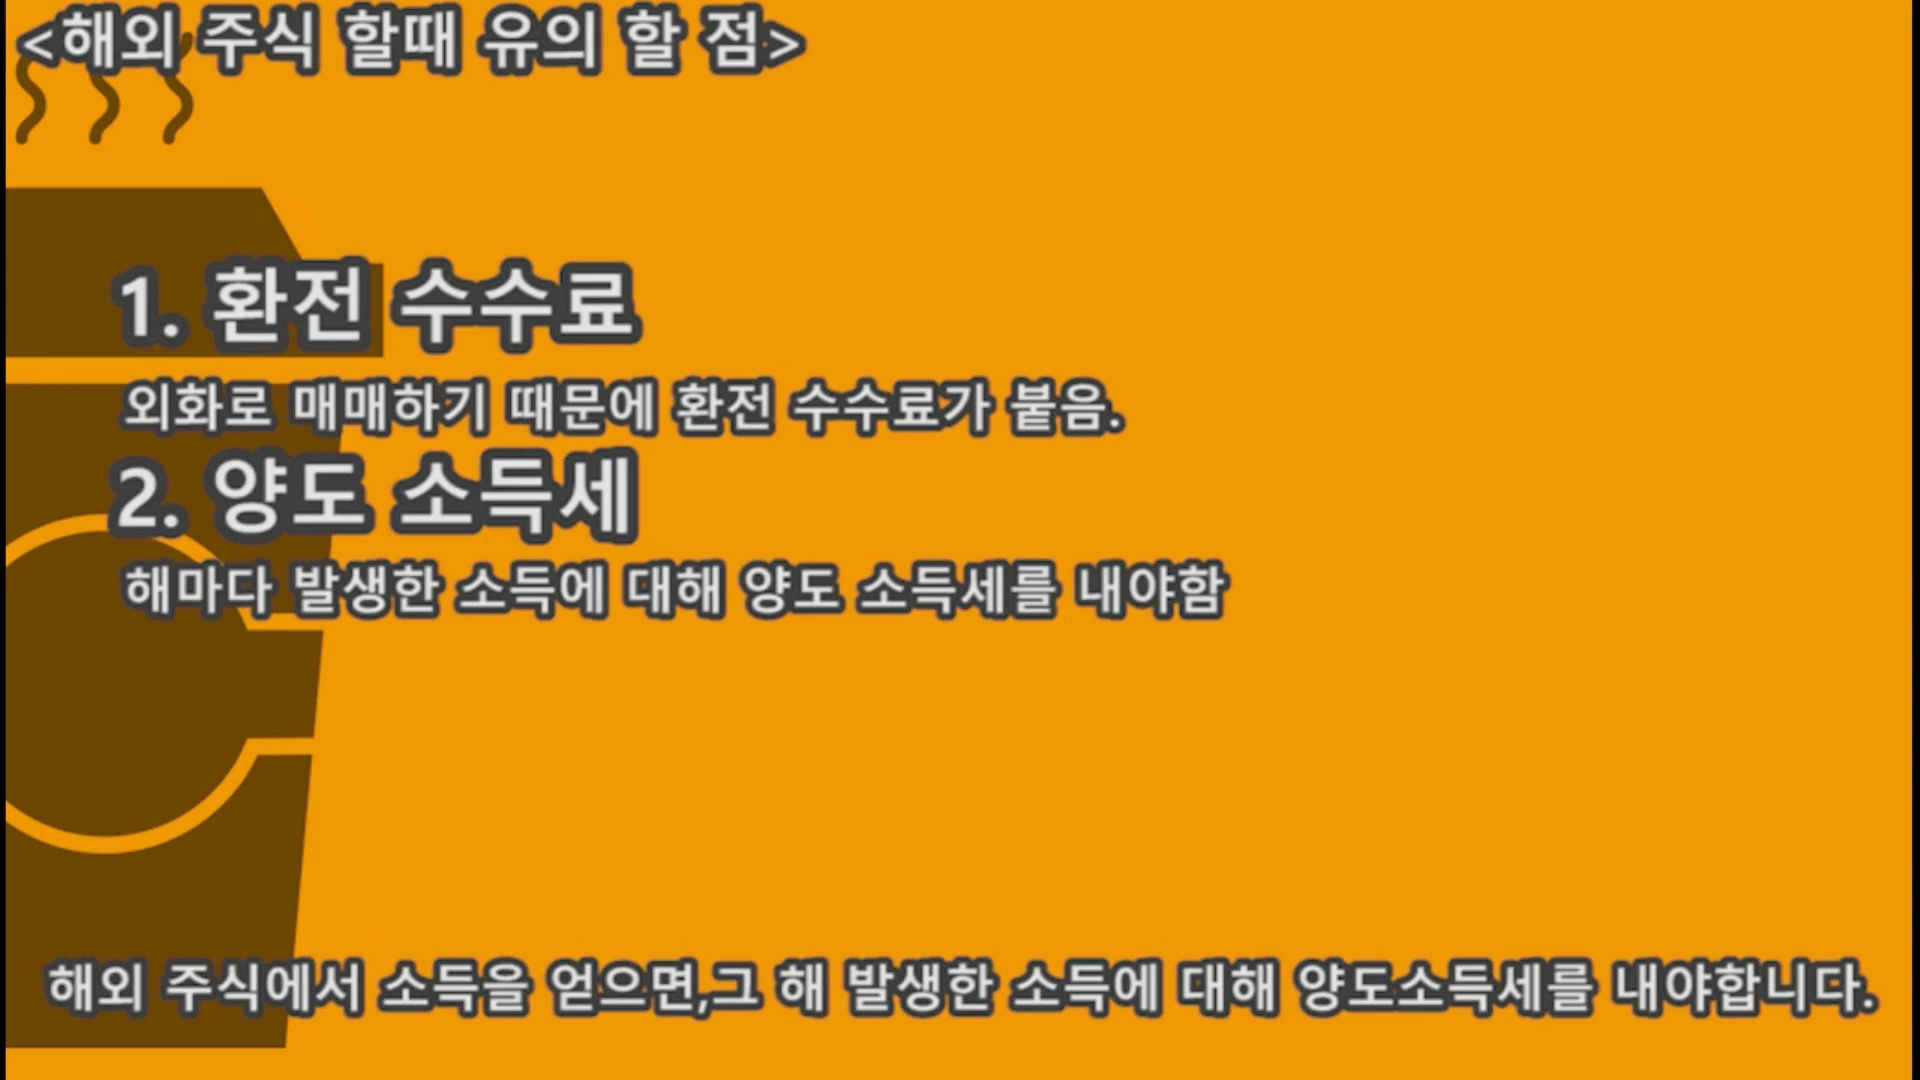 <해외 주식 할때 유의 할 점>
1. 환전 수수료
외화로 매매하기 때문에 환전 수수료가 붙음.
2. 양도 소득세
해마다 발생한 소득에 대해 양도 소득세를 내야함
해외 주식에서 소득을 얻으면,그 해 발생한 소득에 대해 양도소득세를 내야합니다.